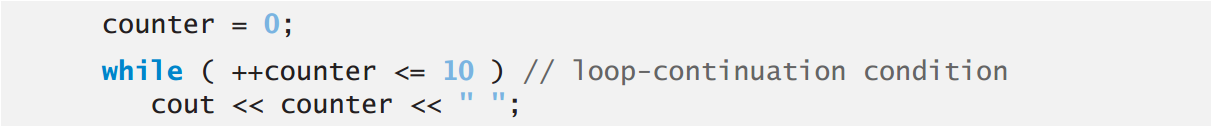 counter = 0;
while ( ++counter <= 10 ) // loop-continuation condition
   cout << counter << " ";